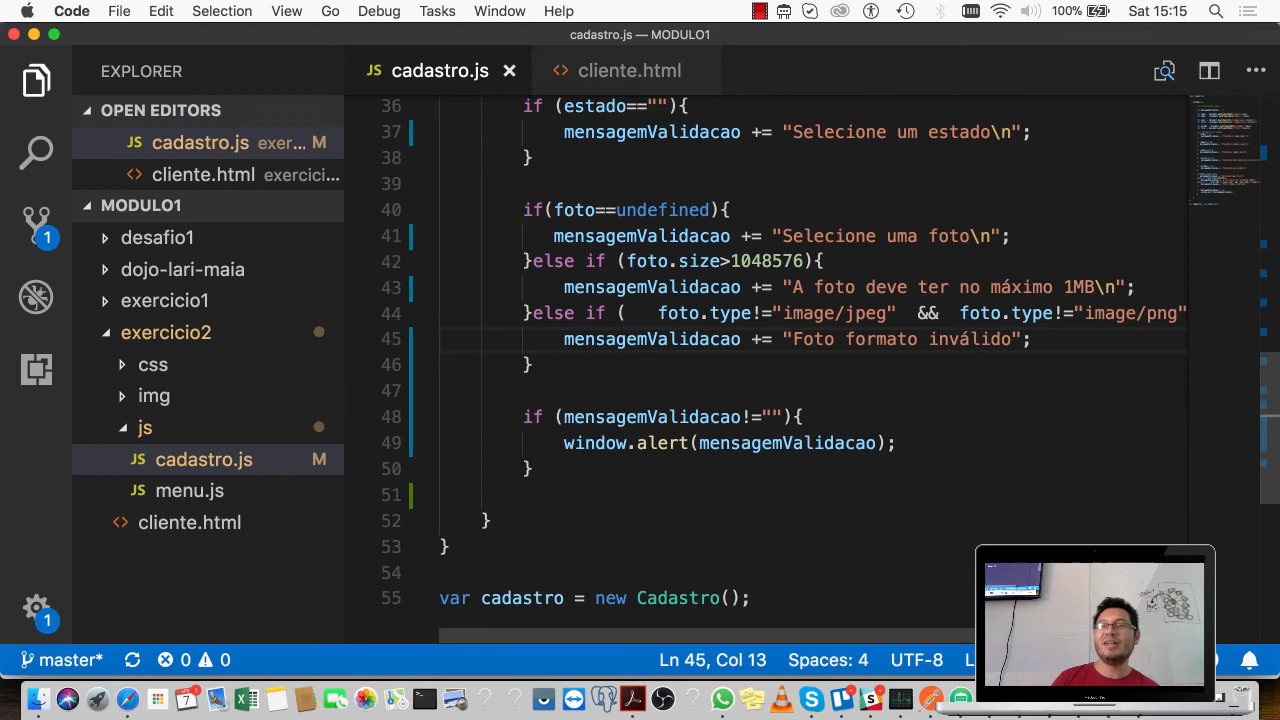 Code File Edit Selection View Go Debug Tasks Window Help 100% Sat 15:15
cadastro.js — MODULO1
EXPLORER
JS cadastro.js
<> cliente.html
OPEN EDITORS
JS cadastro.js exer... M
<> cliente.html exercici...
MODULO1
desafio1
dojo-lari-maia
exercicio1
exercicio2
css
img
js
JS cadastro.js M
JS menu.js
<> cliente.html
1
1
36 if (estado==""){
37 mensagemValidacao += "Selecione um estado\n";
38 }
39
40 if(foto==undefined){
41 mensagemValidacao += "Selecione uma foto\n";
42 }else if (foto.size>1048576){
43 mensagemValidacao += "A foto deve ter no máximo 1MB\n";
44 }else if ( foto.type!="image/jpeg" && foto.type!="image/png"
45 mensagemValidacao += "Foto formato inválido";
46 }
47
48 if (mensagemValidacao!=""){
49 window.alert(mensagemValidacao);
50 }
51
52 }
53 }
54
55 var cadastro = new Cadastro();
master* 0 0 Ln 45, Col 13 Spaces: 4 UTF-8 L
7